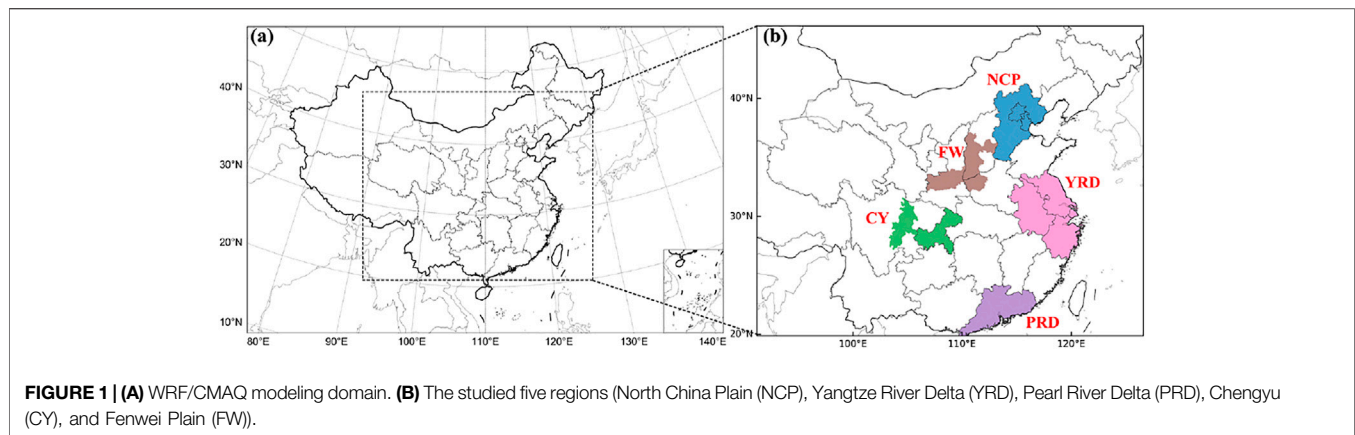 (a)
40°N
30°N
20°N
10°N
80°E 90°E 100°E 110°E 120°E 130°E 140°E
(b)
NCP
40°N
FW
YRD
30°N
CY
PRD
20°N
100°E 110°E 120°E
FIGURE 1 | (A) WRF/CMAQ modeling domain. (B) The studied five regions (North China Plain (NCP), Yangtze River Delta (YRD), Pearl River Delta (PRD), Chengyu
(CY), and Fenwei Plain (FW)).